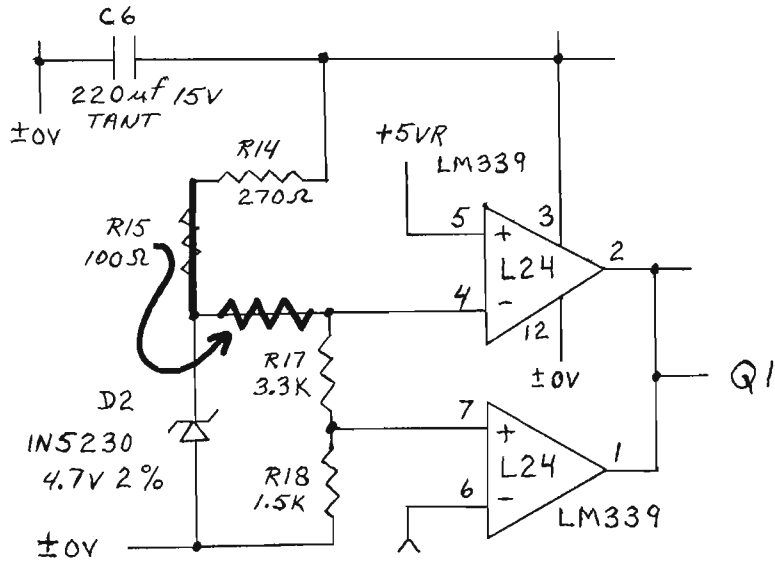 C6
220uf 15V
TANT
±0V
R14
270Ω
+5VR
LM339
R15
100Ω
5
+
3
L24
2
4
-
12
±0V
R17
3.3K
Q1
D2
1N5230
4.7V 2%
7
+
L24
1
6
-
R18
1.5K
LM339
±0V